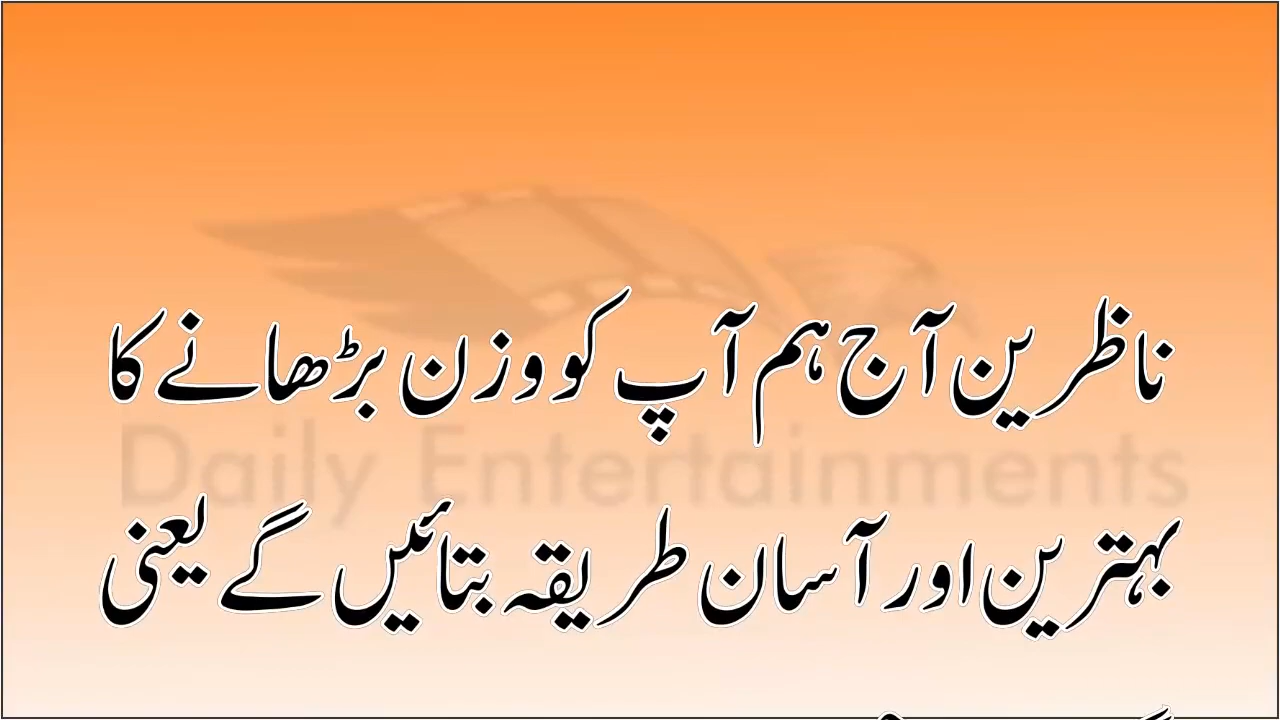 ناظرین آج ہم آپ کو وزن بڑھانے کا
Daily Entertainments
بہترین اور آسان طریقہ بتائیں گے یعنی